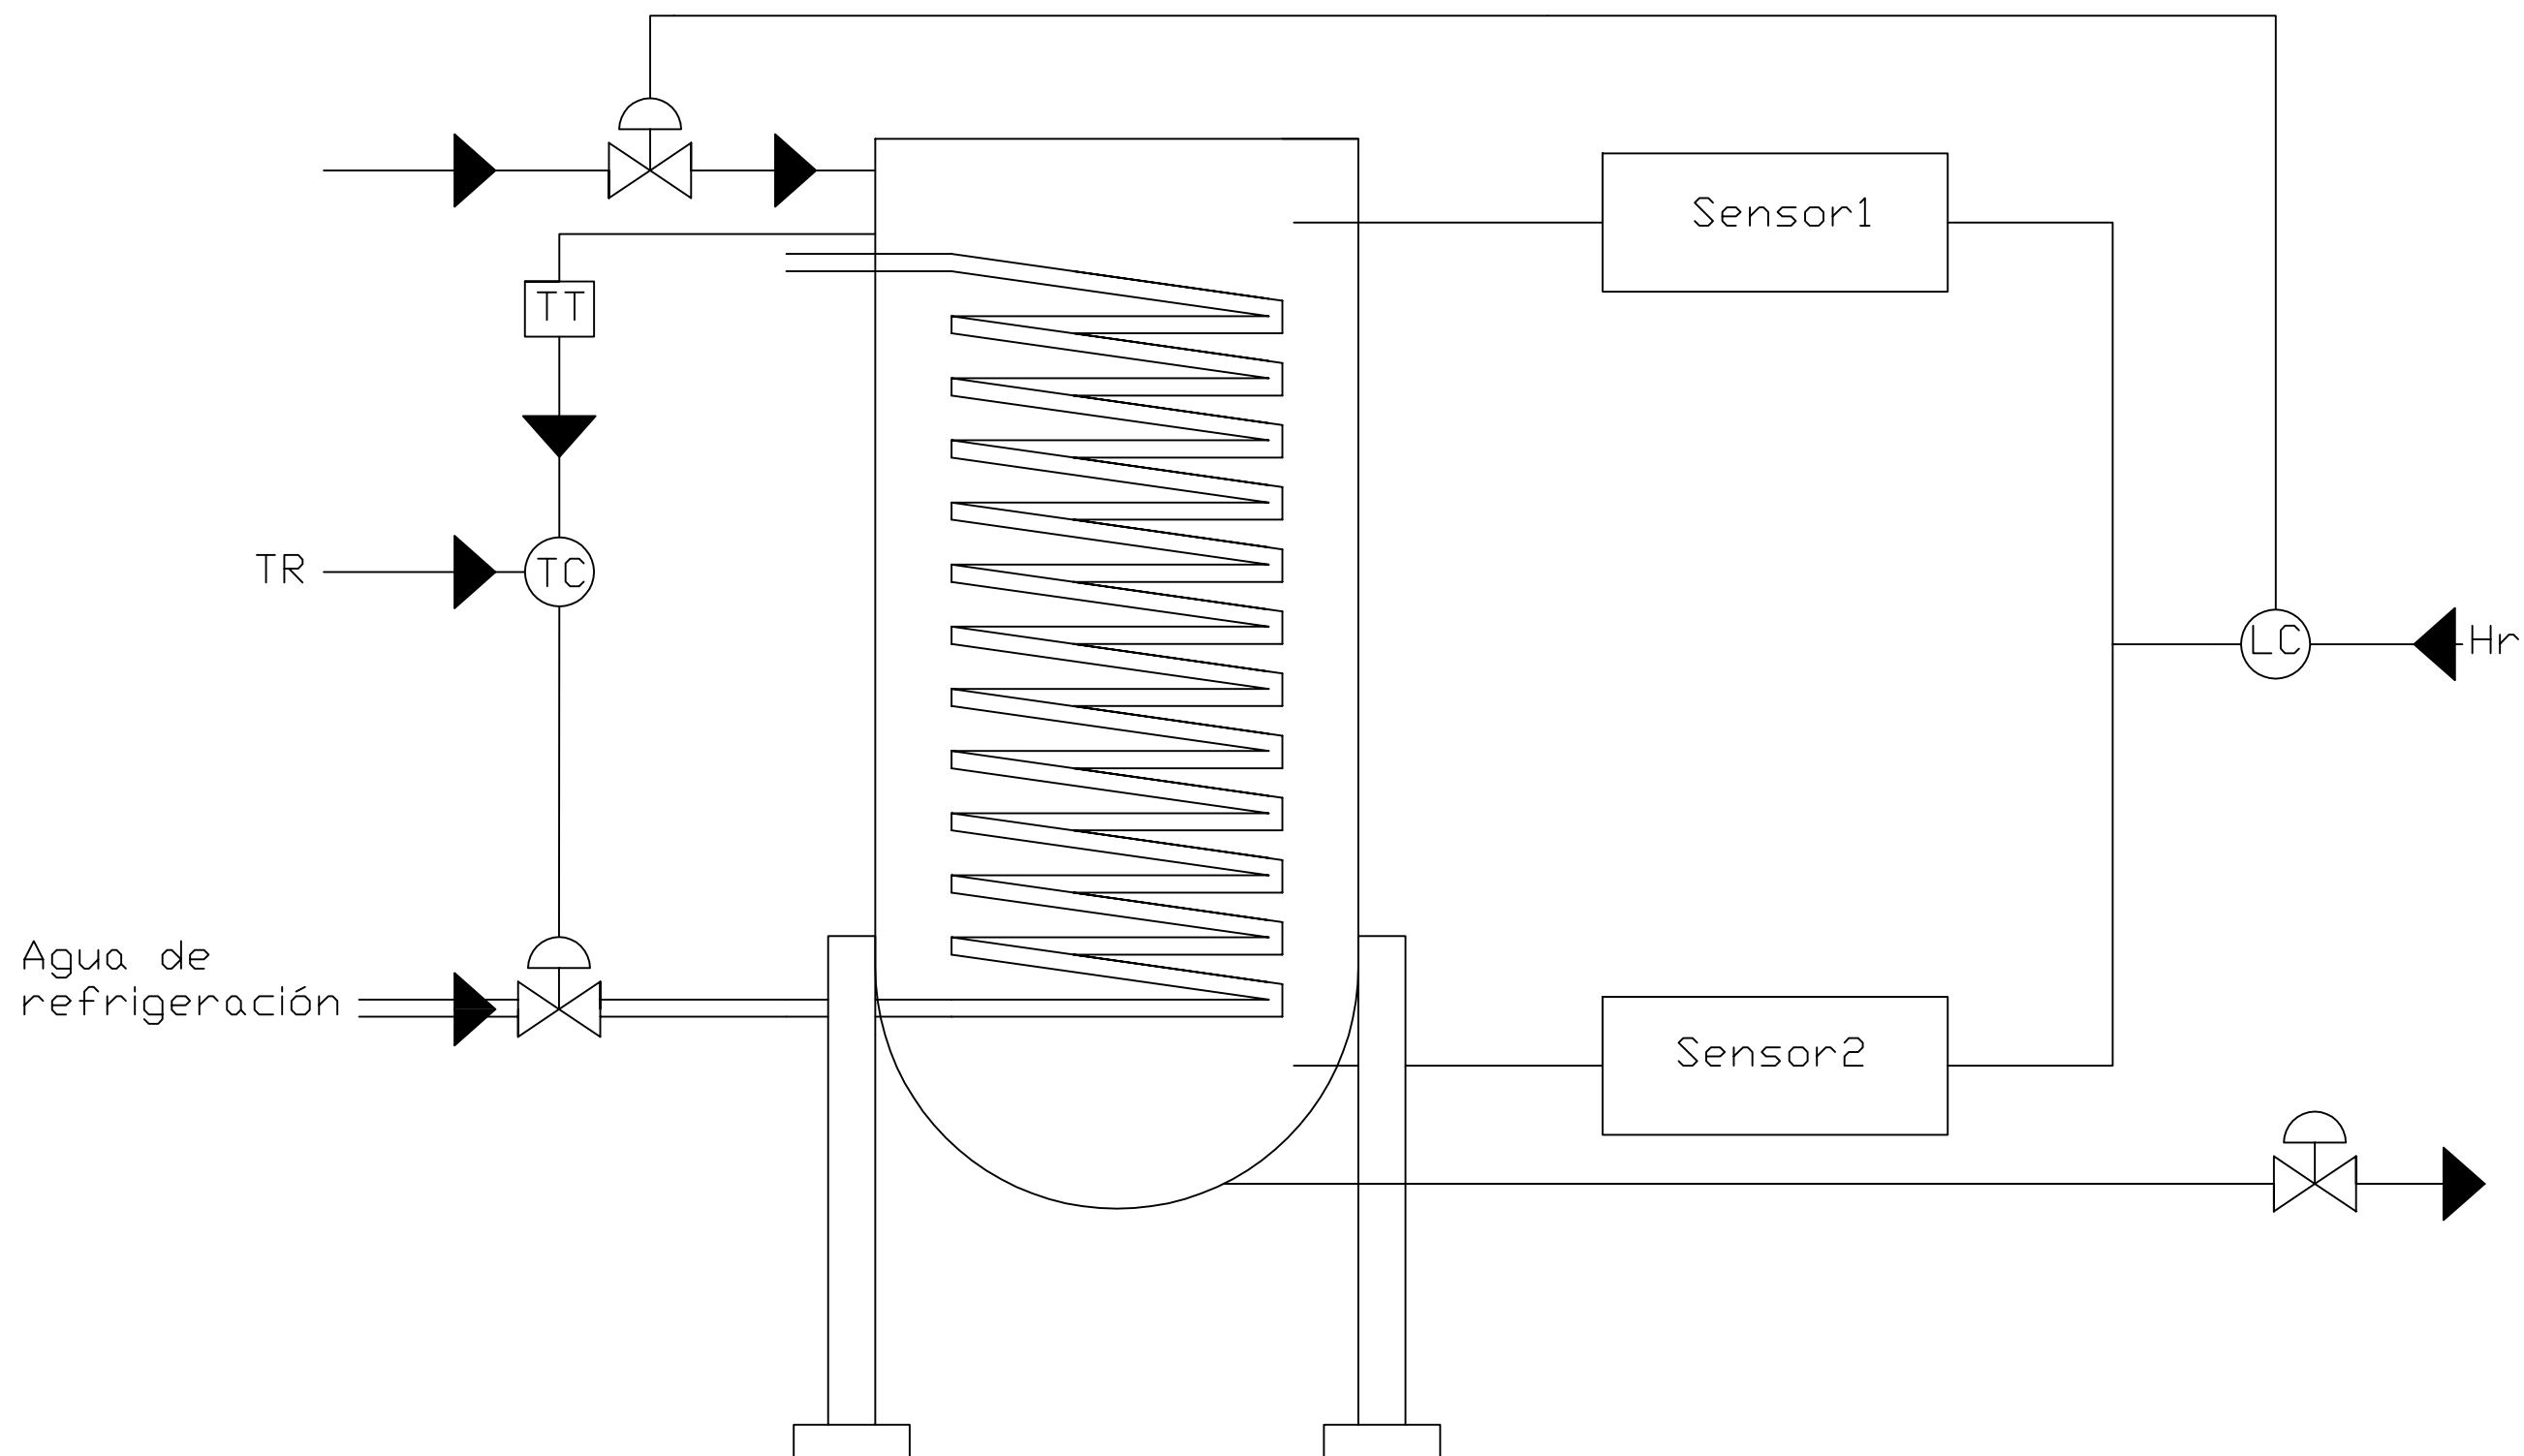 Sensor1
TT
TR
TC
LC
Hr
Agua de
refrigeración
Sensor2